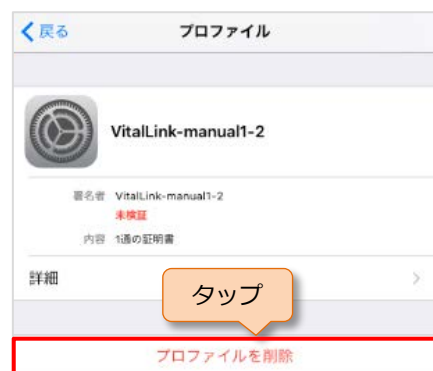 戻る プロファイル
VitalLink-manual1-2
署名者 VitalLink-manual1-2
未検証
内容 1通の証明書
詳細
タップ
プロファイルを削除